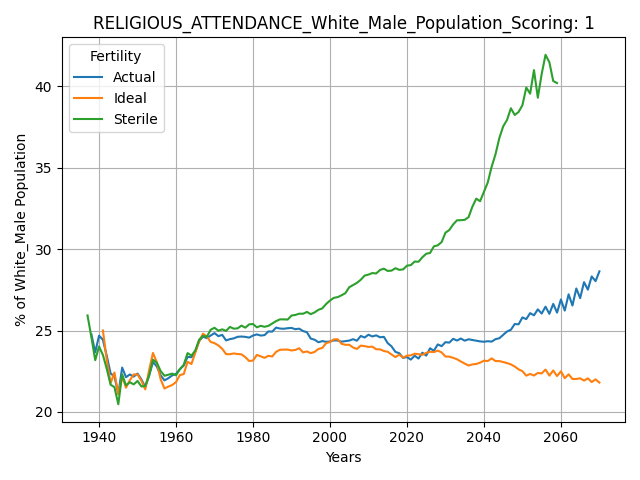 RELIGIOUS_ATTENDANCE_White_Male_Population_Scoring: 1
Fertility
Actual
Ideal
Sterile
% of White_Male Population
40
35
30
25
20
1940 1960 1980 2000 2020 2040 2060
Years